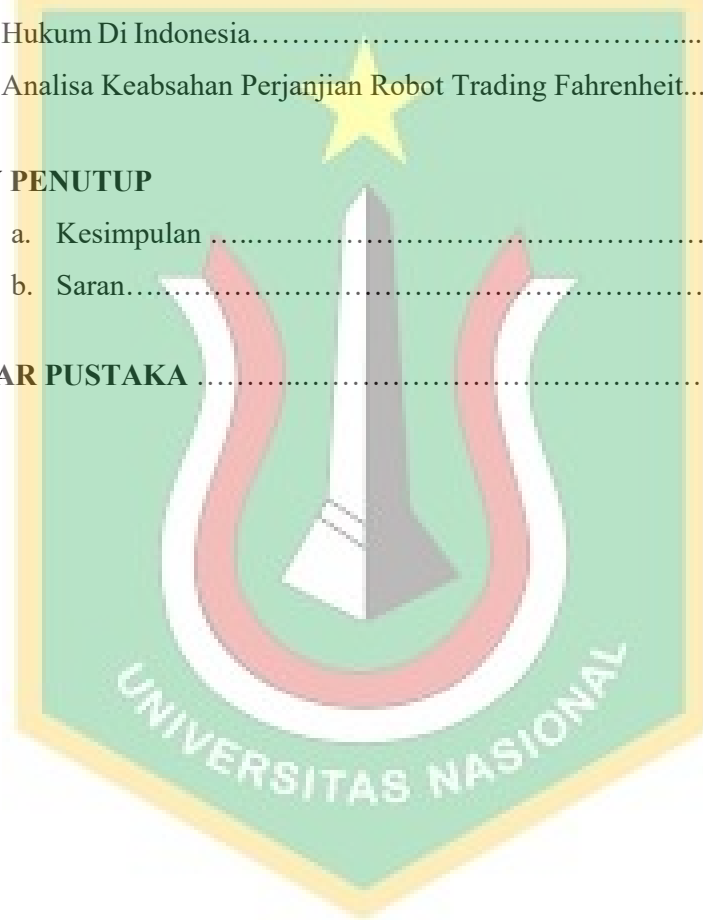 Hukum Di Indonesia…………………………………………....
Analisa Keabsahan Perjanjian Robot Trading Fahrenheit...
PENUTUP
a. Kesimpulan …..……………………………………………
b. Saran………………………………………………………
AR PUSTAKA ………..……………………………………………
UNIVERSITAS NASIONAL